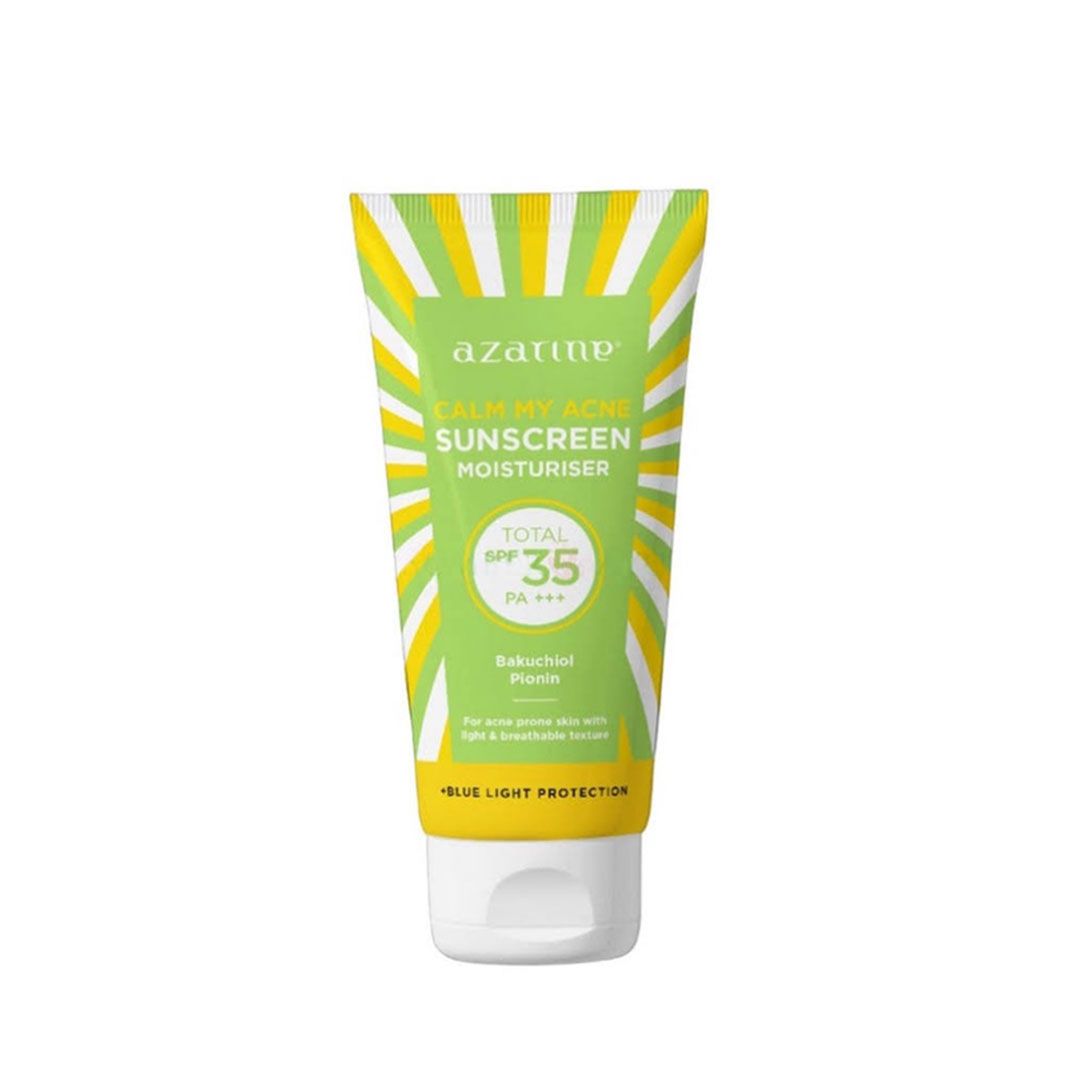 azarine®
CALM MY ACNE
SUNSCREEN
MOISTURISER
TOTAL
SPF 35
PA +++
Bakuchiol
Pionin
For acne prone skin with
light & breathable texture
+BLUE LIGHT PROTECTION